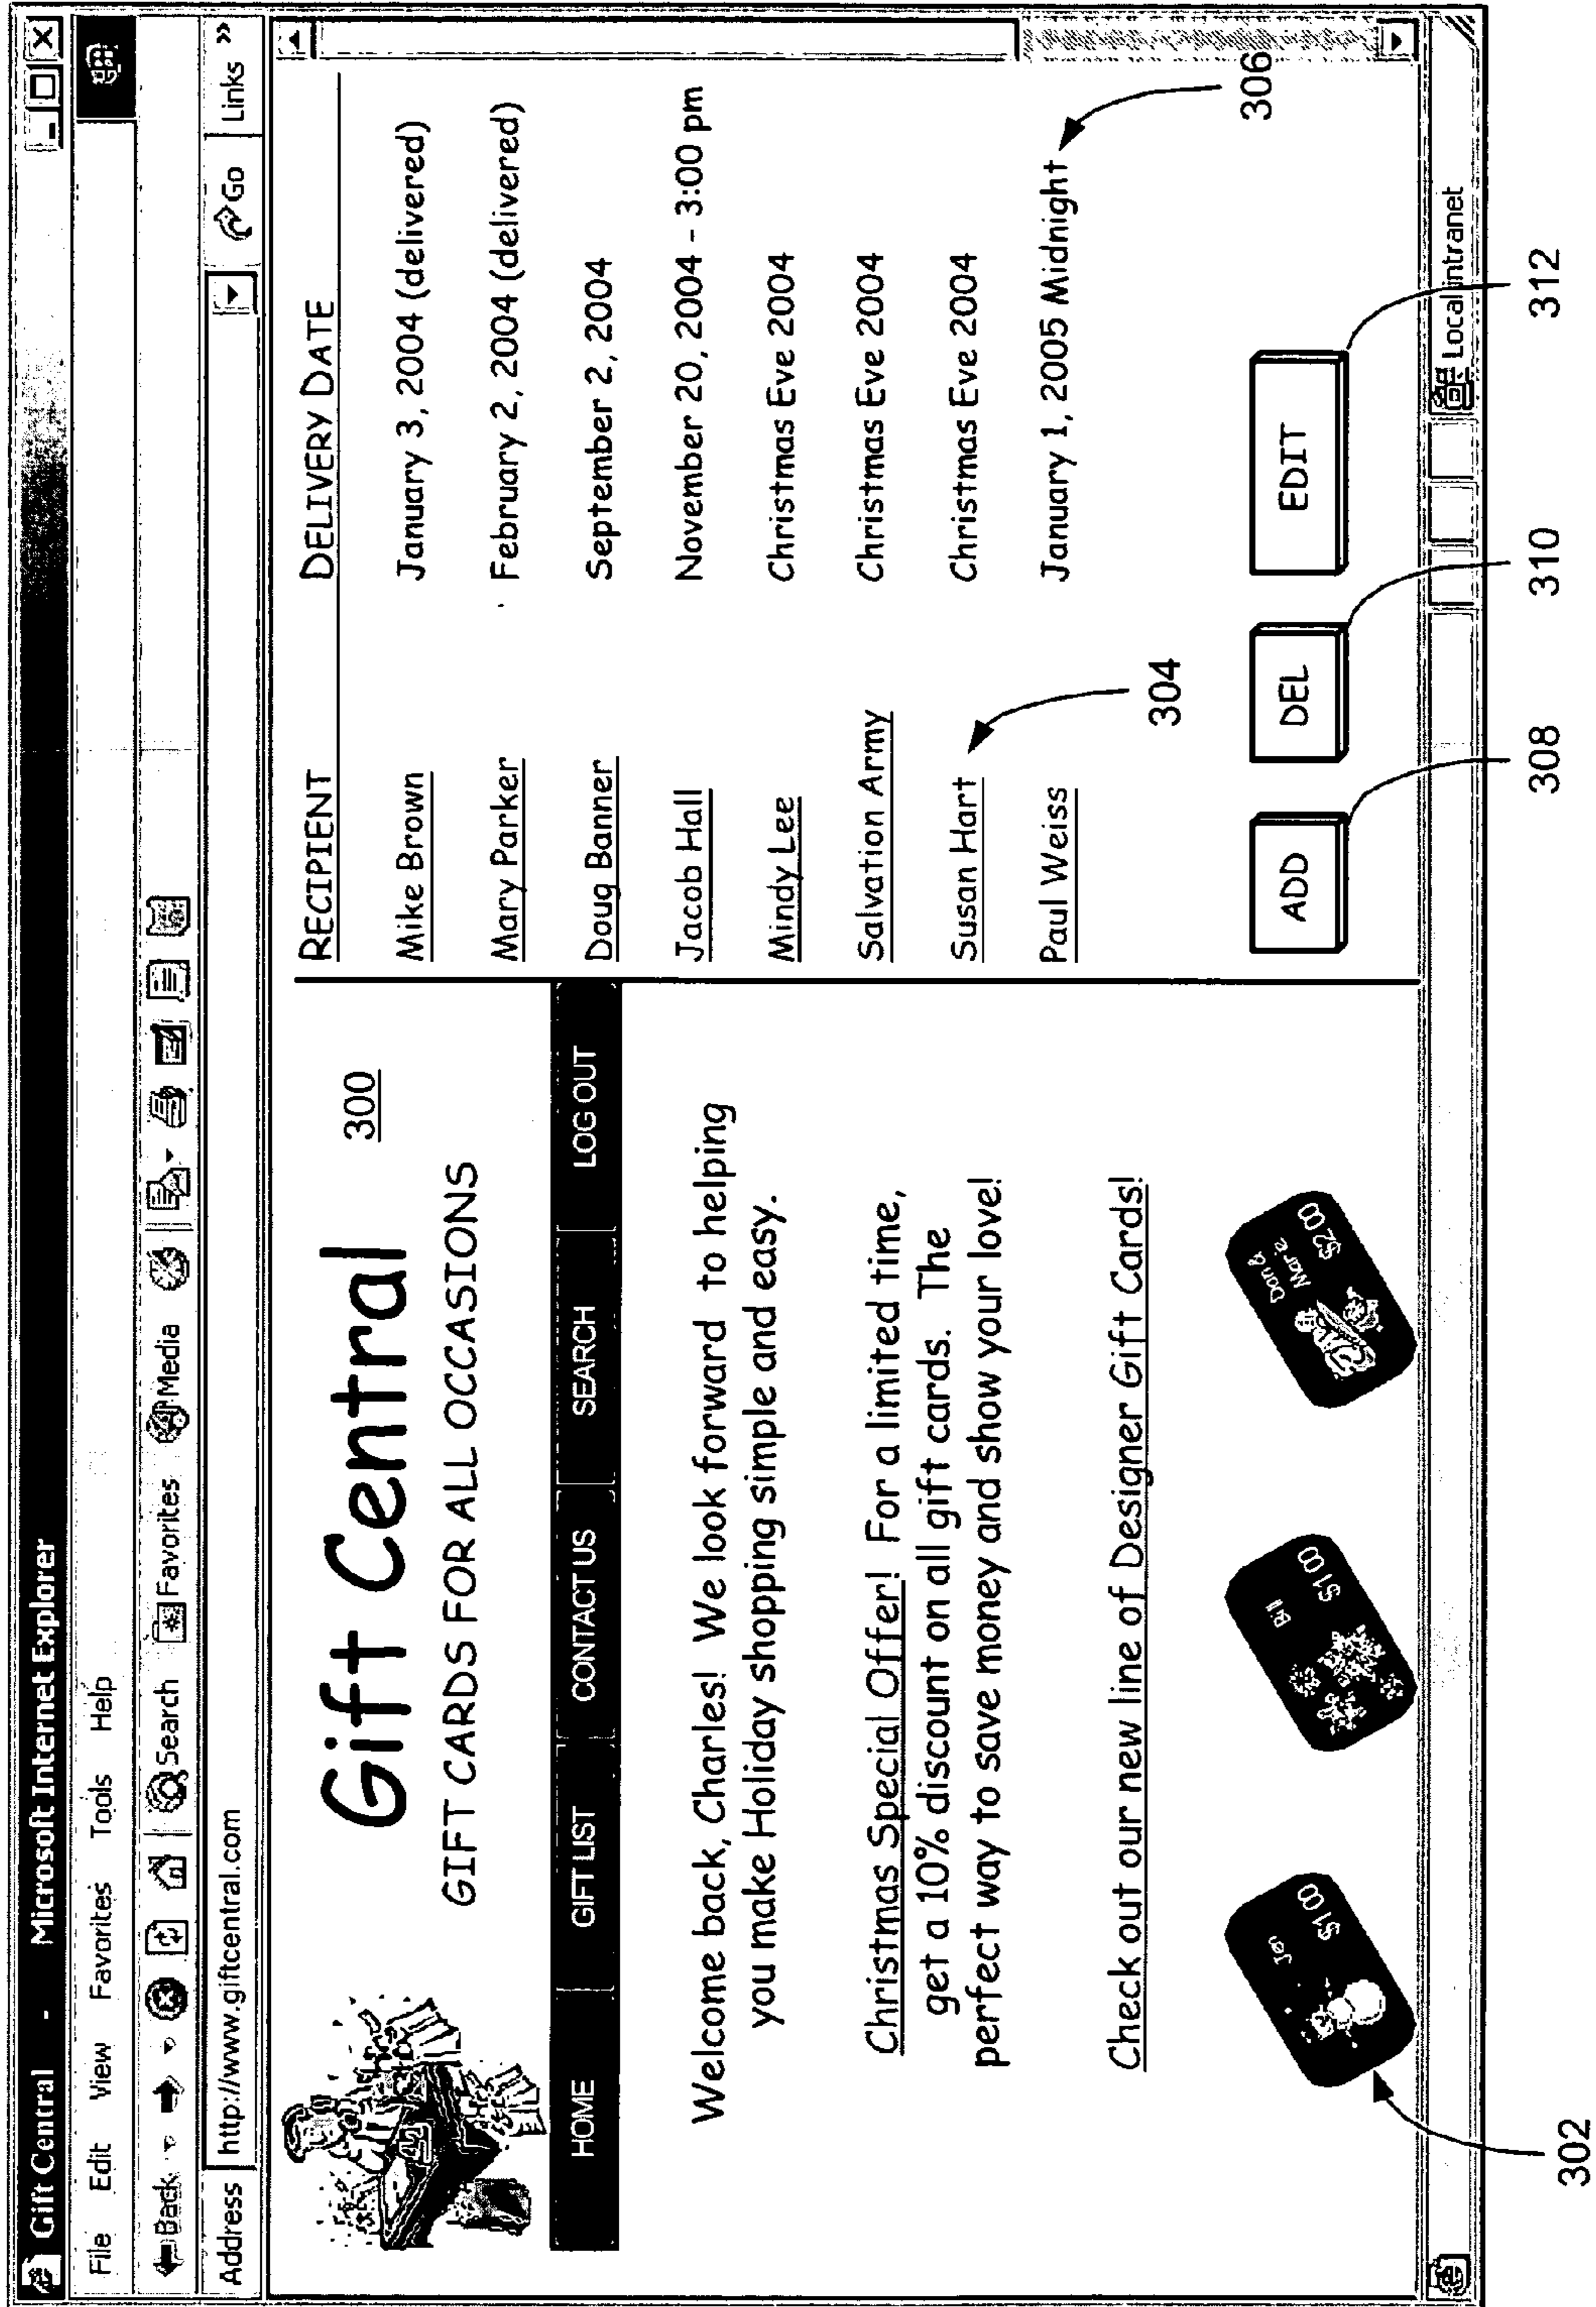 Gift Central - Microsoft Internet Explorer
File Edit View Favorites Tools Help
Back Search Favorites Media
Address http://www.giftcentral.com Go Links »
Gift Central 300
GIFT CARDS FOR ALL OCCASIONS
HOME GIFT LIST CONTACT US SEARCH LOG OUT
Welcome back, Charles! We look forward to helping
you make Holiday shopping simple and easy.
Christmas Special Offer! For a limited time,
get a 10% discount on all gift cards. The
perfect way to save money and show your love!
Check out our new line of Designer Gift Cards!
Jen
$100
Bill
$100
Dan &
Marie
$200
302
RECIPIENT DELIVERY DATE
Mike Brown January 3, 2004 (delivered)
Mary Parker February 2, 2004 (delivered)
Doug Banner September 2, 2004
Jacob Hall November 20, 2004 - 3:00 pm
Mindy Lee Christmas Eve 2004
Salvation Army Christmas Eve 2004
Susan Hart Christmas Eve 2004
Paul Weiss January 1, 2005 Midnight
304
306
ADD DEL EDIT
Local intranet
308 310 312